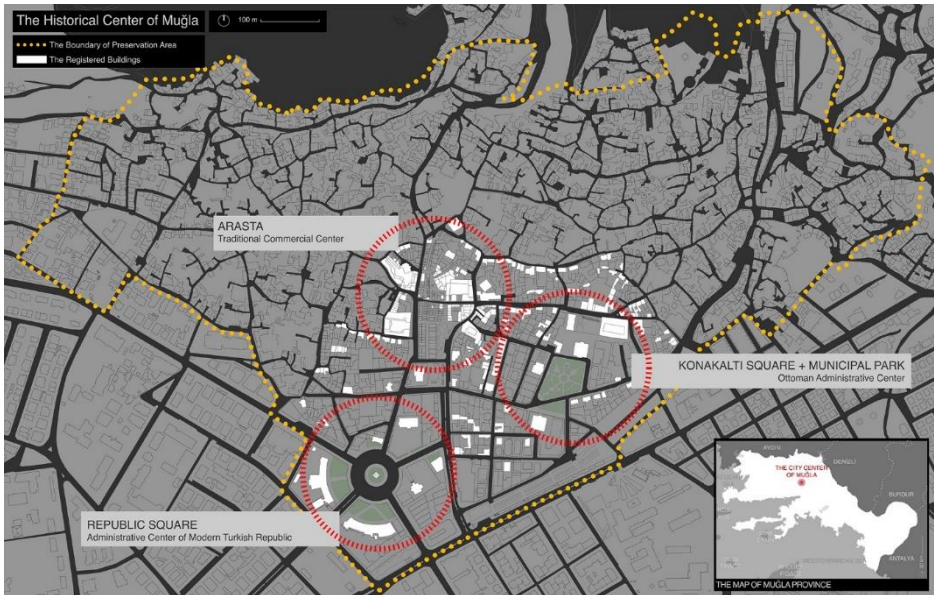 The Historical Center of Muğla
100 m
The Boundary of Preservation Area
The Registered Buildings
ARASTA
Traditional Commercial Center
KONAKALTI SQUARE + MUNICIPAL PARK
Ottoman Administrative Center
REPUBLIC SQUARE
Administrative Center of Modern Turkish Republic
AYDIN
DENİZLİ
THE CITY CENTER
OF MUĞLA
BURDUR
ANTALYA
THE MAP OF MUĞLA PROVINCE